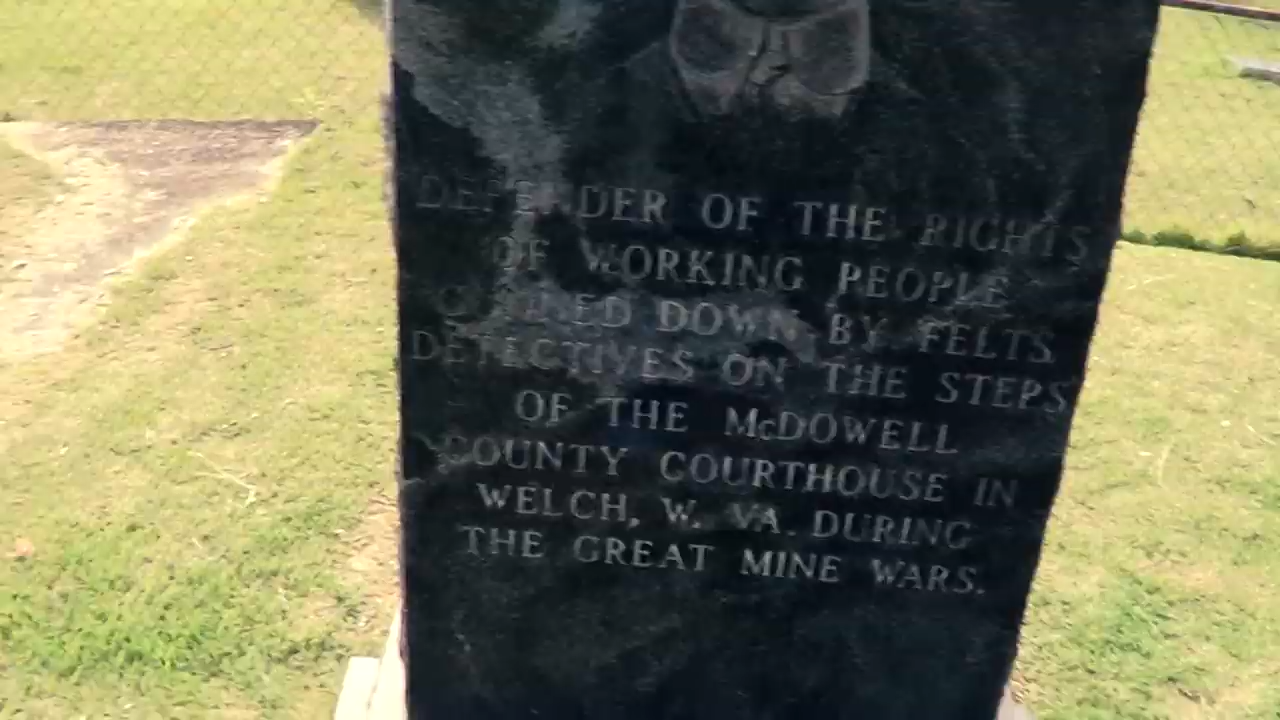 DEFENDER OF THE RIGHTS
OF WORKING PEOPLE
GUNNED DOWN BY FELTS
DETECTIVES ON THE STEPS
OF THE McDOWELL
COUNTY COURTHOUSE IN
WELCH, W. VA. DURING
THE GREAT MINE WARS.